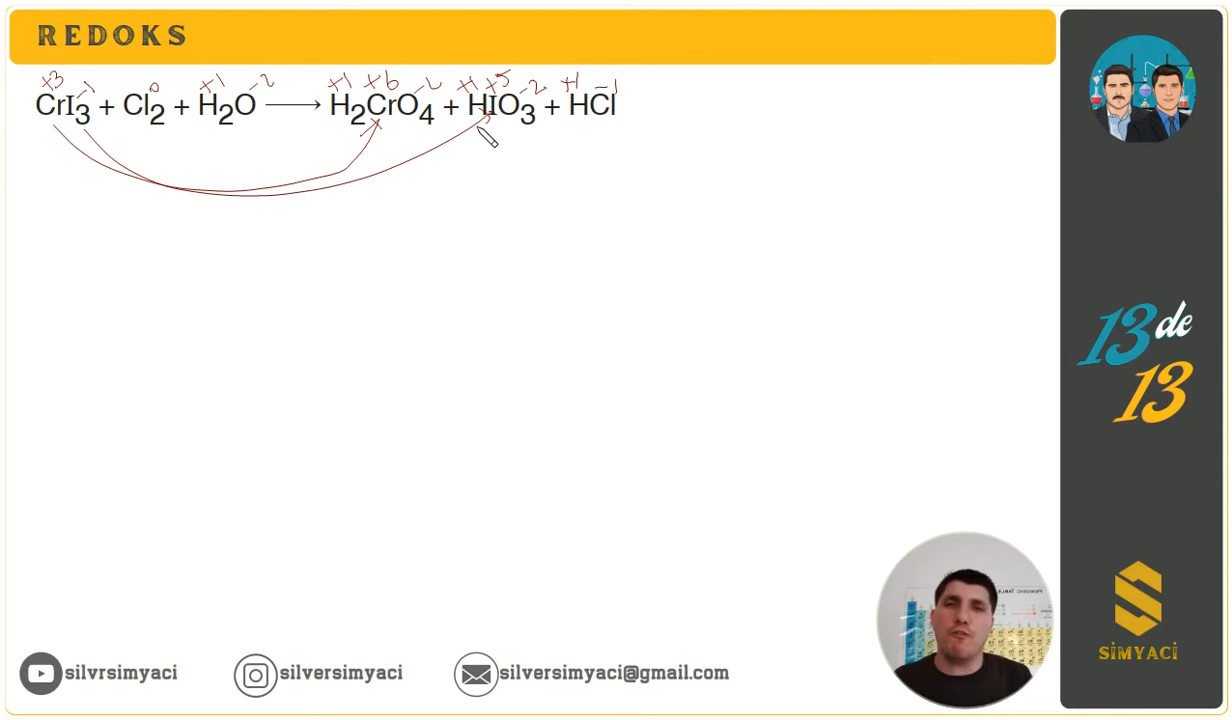 REDOKS
+3 -1 0 +1 -2 +1 +6 -2 +1 +5 -2 +1 -1
CrI3 + Cl2 + H2O ⟶ H2CrO4 + HIO3 + HCl
13 de
13
SİMYACİ
silvrsimyaci
silversimyaci
silversimyaci@gmail.com